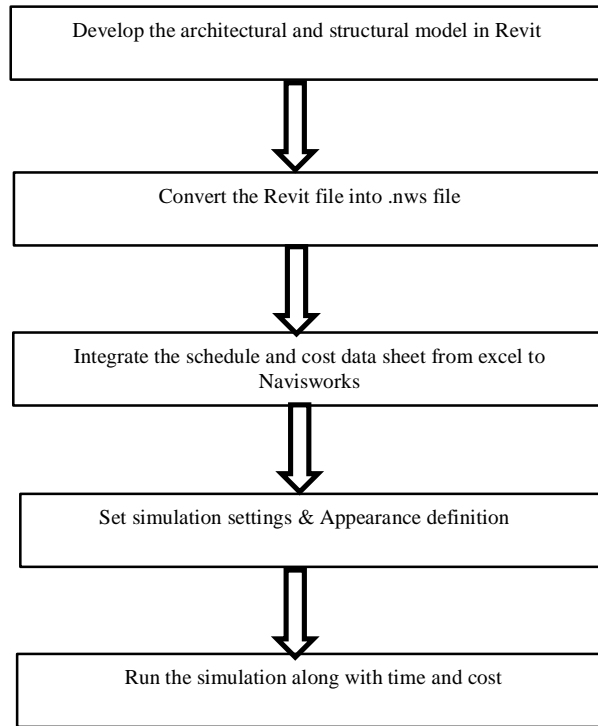 Develop the architectural and structural model in Revit
Convert the Revit file into .nws file
Integrate the schedule and cost data sheet from excel to
Navisworks
Set simulation settings & Appearance definition
Run the simulation along with time and cost